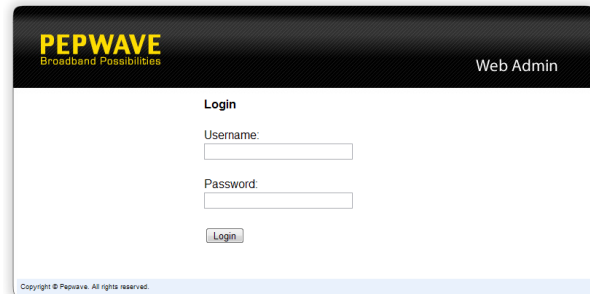 PEPWAVE
Broadband Possibilities
Web Admin
Login
Username:
Password:
Login
Copyright © Pepwave. All rights reserved.